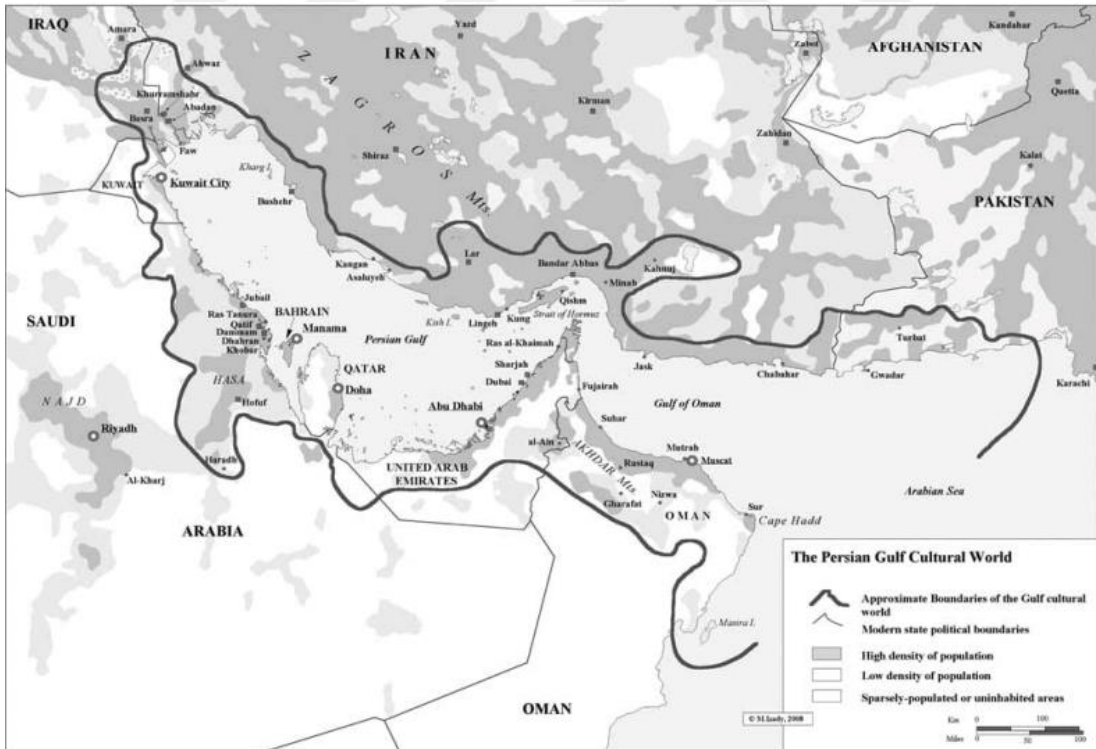 IRAQ
Amara
Ahwaz
Khurramshahr
Abadan
Basra
Faw
KUWAIT
Kuwait City
Kharg I.
Bushehr
Yazd
IRAN
ZAGROS Mts.
Kirman
Shiraz
Zabol
AFGHANISTAN
Kandahar
Quetta
Zahidan
Kalat
PAKISTAN
Kangan
Asaluyeh
Lar
Bandar Abbas
Kahnuj
Minab
Qishm
Strait of Hormuz
Kung
Lingeh
Kish I.
Persian Gulf
SAUDI
Jubail
Ras Tanura
Qatif
Dammam
Dhahran
Khobar
BAHRAIN
Manama
QATAR
Doha
HASA
Hofuf
NAJD
Riyadh
Haradh
Al-Kharj
ARABIA
Ras al-Khaimah
Sharjah
Dubai
Abu Dhabi
Fujairah
UNITED ARAB
EMIRATES
al-Ain
Suhar
AKHDAR Mts.
Rustaq
Gharafat
Nizwa
OMAN
Mutrah
Muscat
Sur
Cape Hadd
Masira I.
OMAN
Jask
Chabahar
Gwadar
Turbat
Karachi
Gulf of Oman
Arabian Sea
The Persian Gulf Cultural World
Approximate Boundaries of the Gulf cultural
world
Modern state political boundaries
High density of population
Low density of population
Sparsely-populated or uninhabited areas
© M.Izady, 2008
Km 0 100
Miles 0 50 100